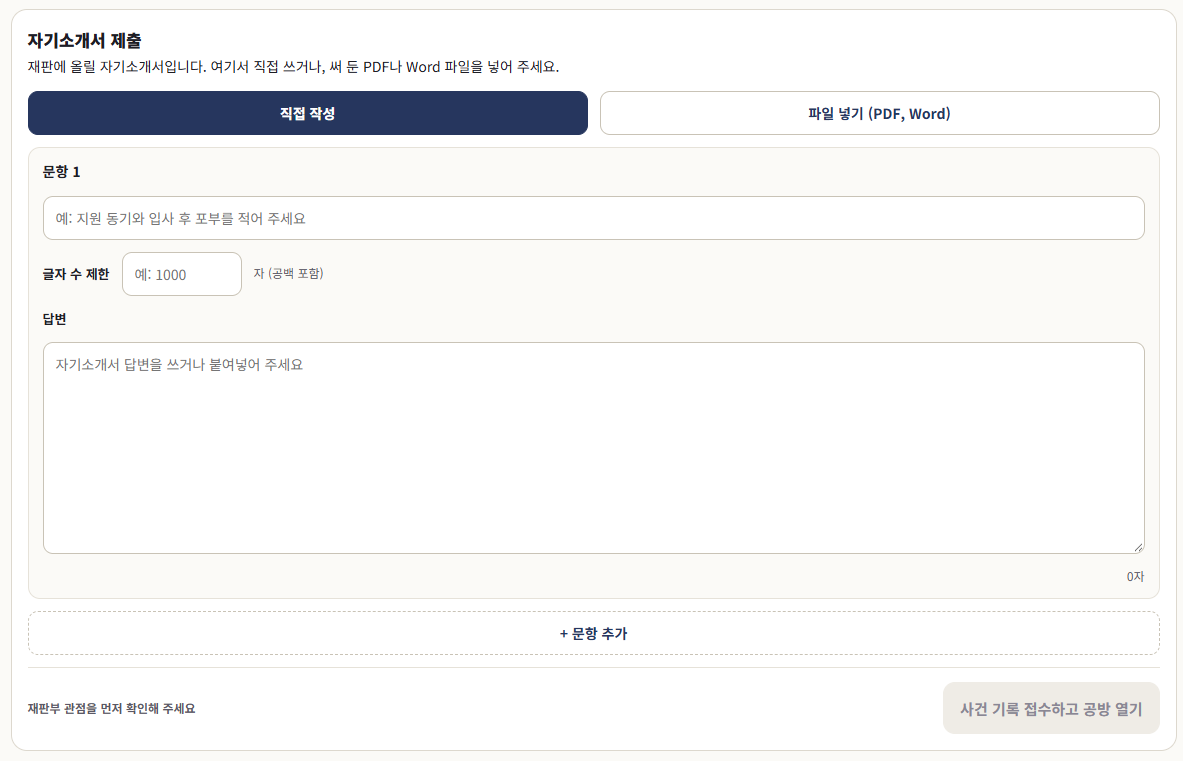 자기소개서 제출
재판에 올릴 자기소개서입니다. 여기서 직접 쓰거나, 써 둔 PDF나 Word 파일을 넣어 주세요.
직접 작성
파일 넣기 (PDF, Word)
문항 1
예: 지원 동기와 입사 후 포부를 적어 주세요
글자 수 제한 예: 1000 자 (공백 포함)
답변
자기소개서 답변을 쓰거나 붙여넣어 주세요
0자
+ 문항 추가
재판부 관점을 먼저 확인해 주세요
사건 기록 접수하고 공방 열기